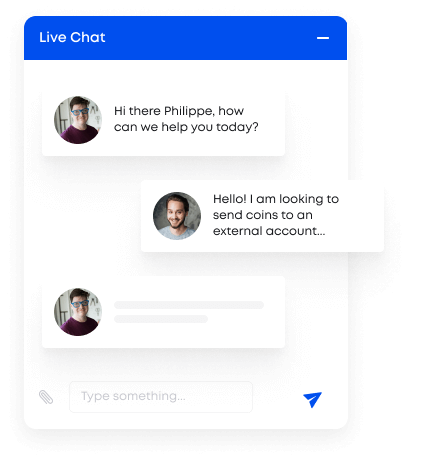 Live Chat
Hi there Philippe, how
can we help you today?
Hello! I am looking to
send coins to an
external account...
Type something...